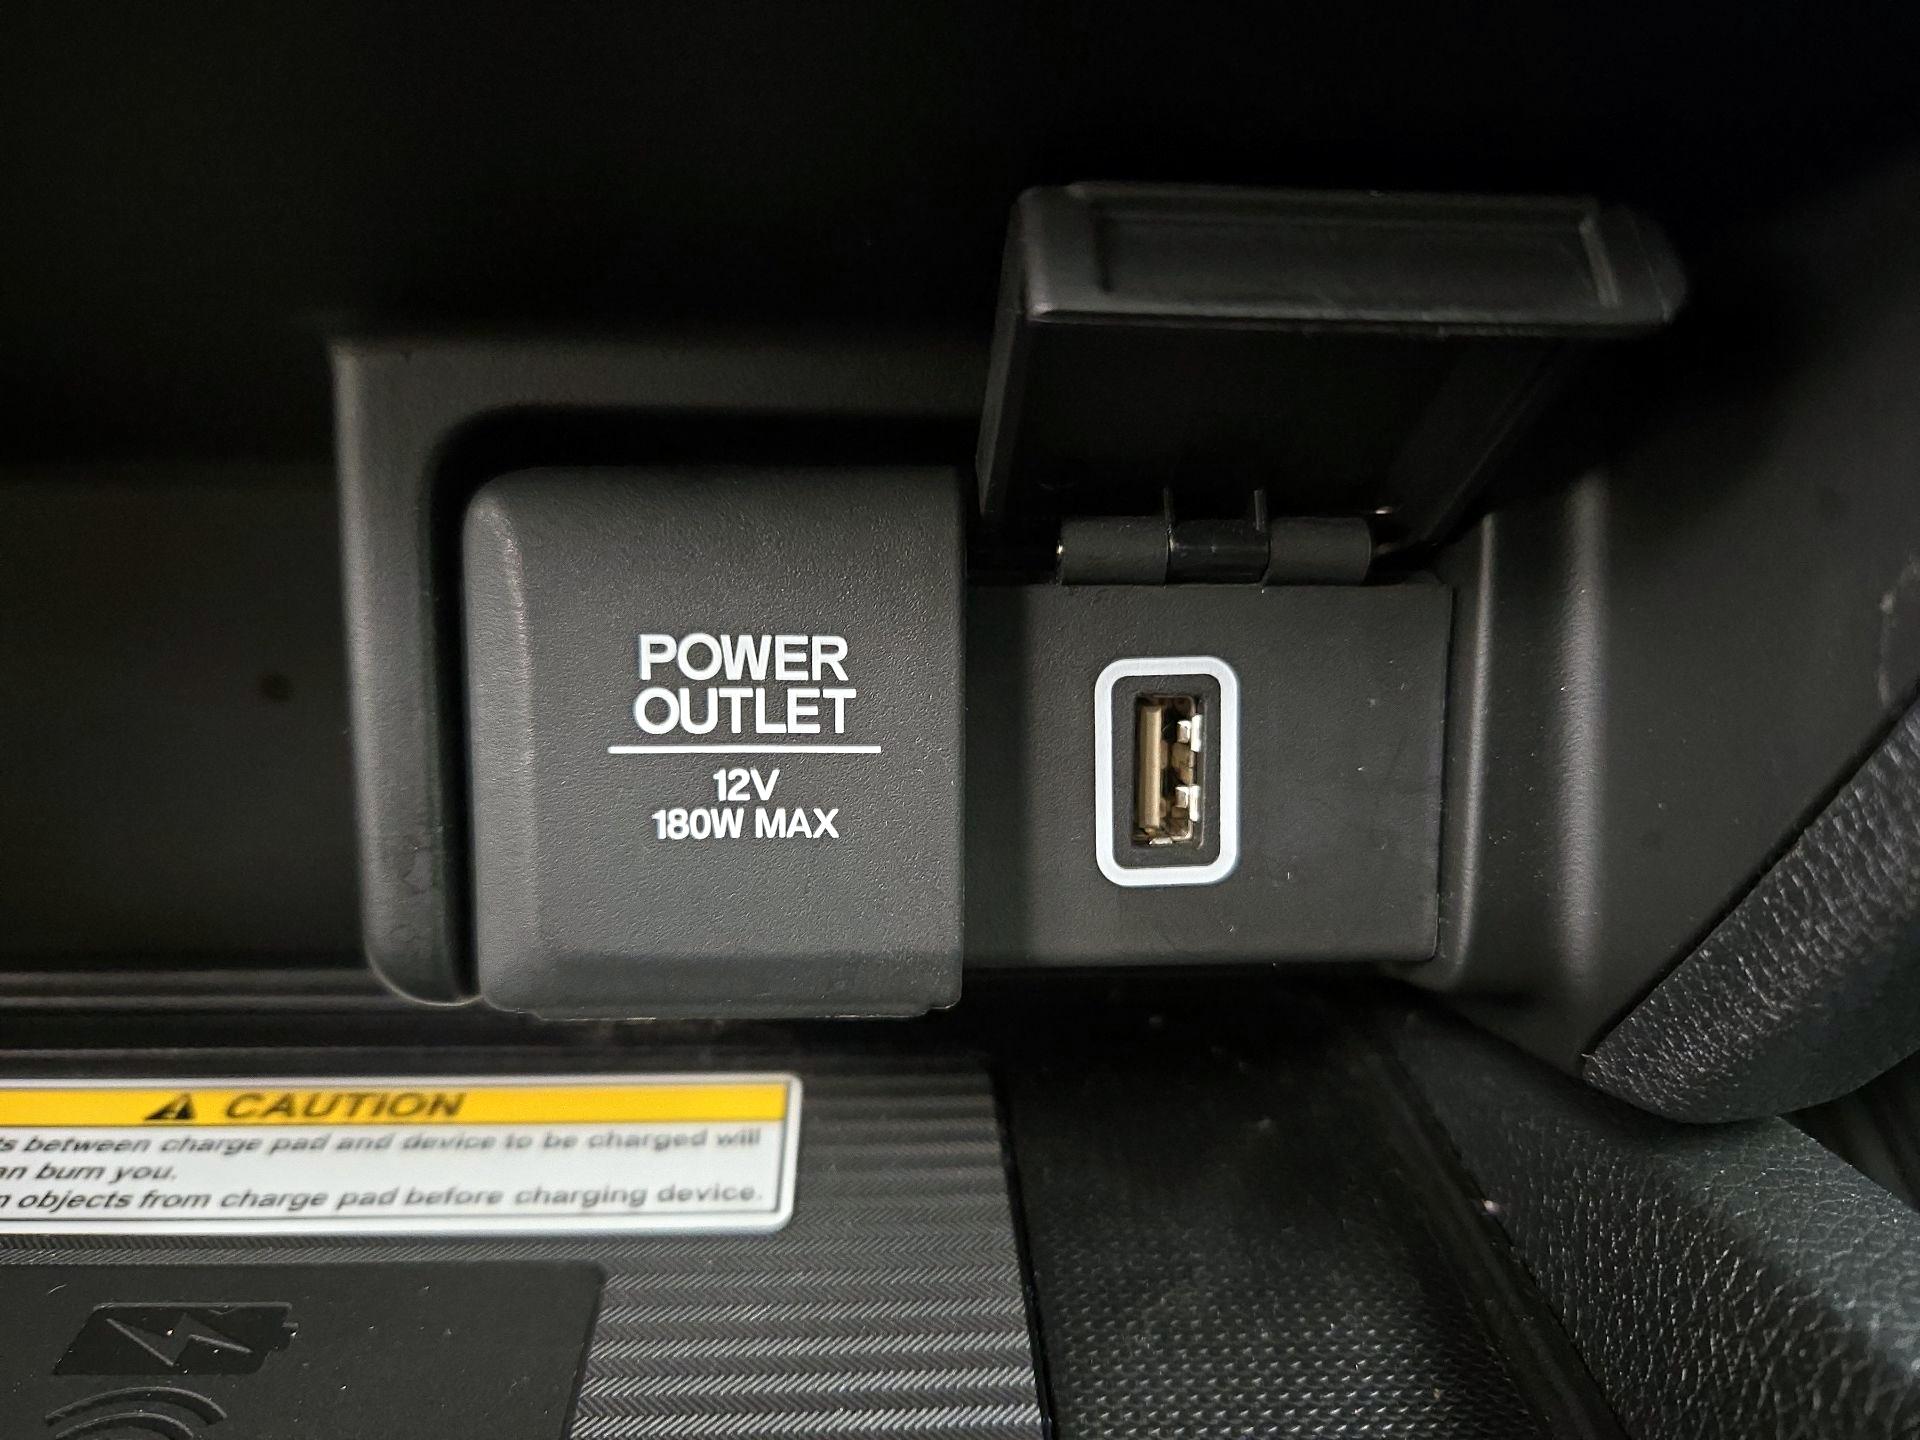 POWER
OUTLET
12V
180W MAX
CAUTION
between charge pad and device to be charged will
burn you.
objects from charge pad before charging device.